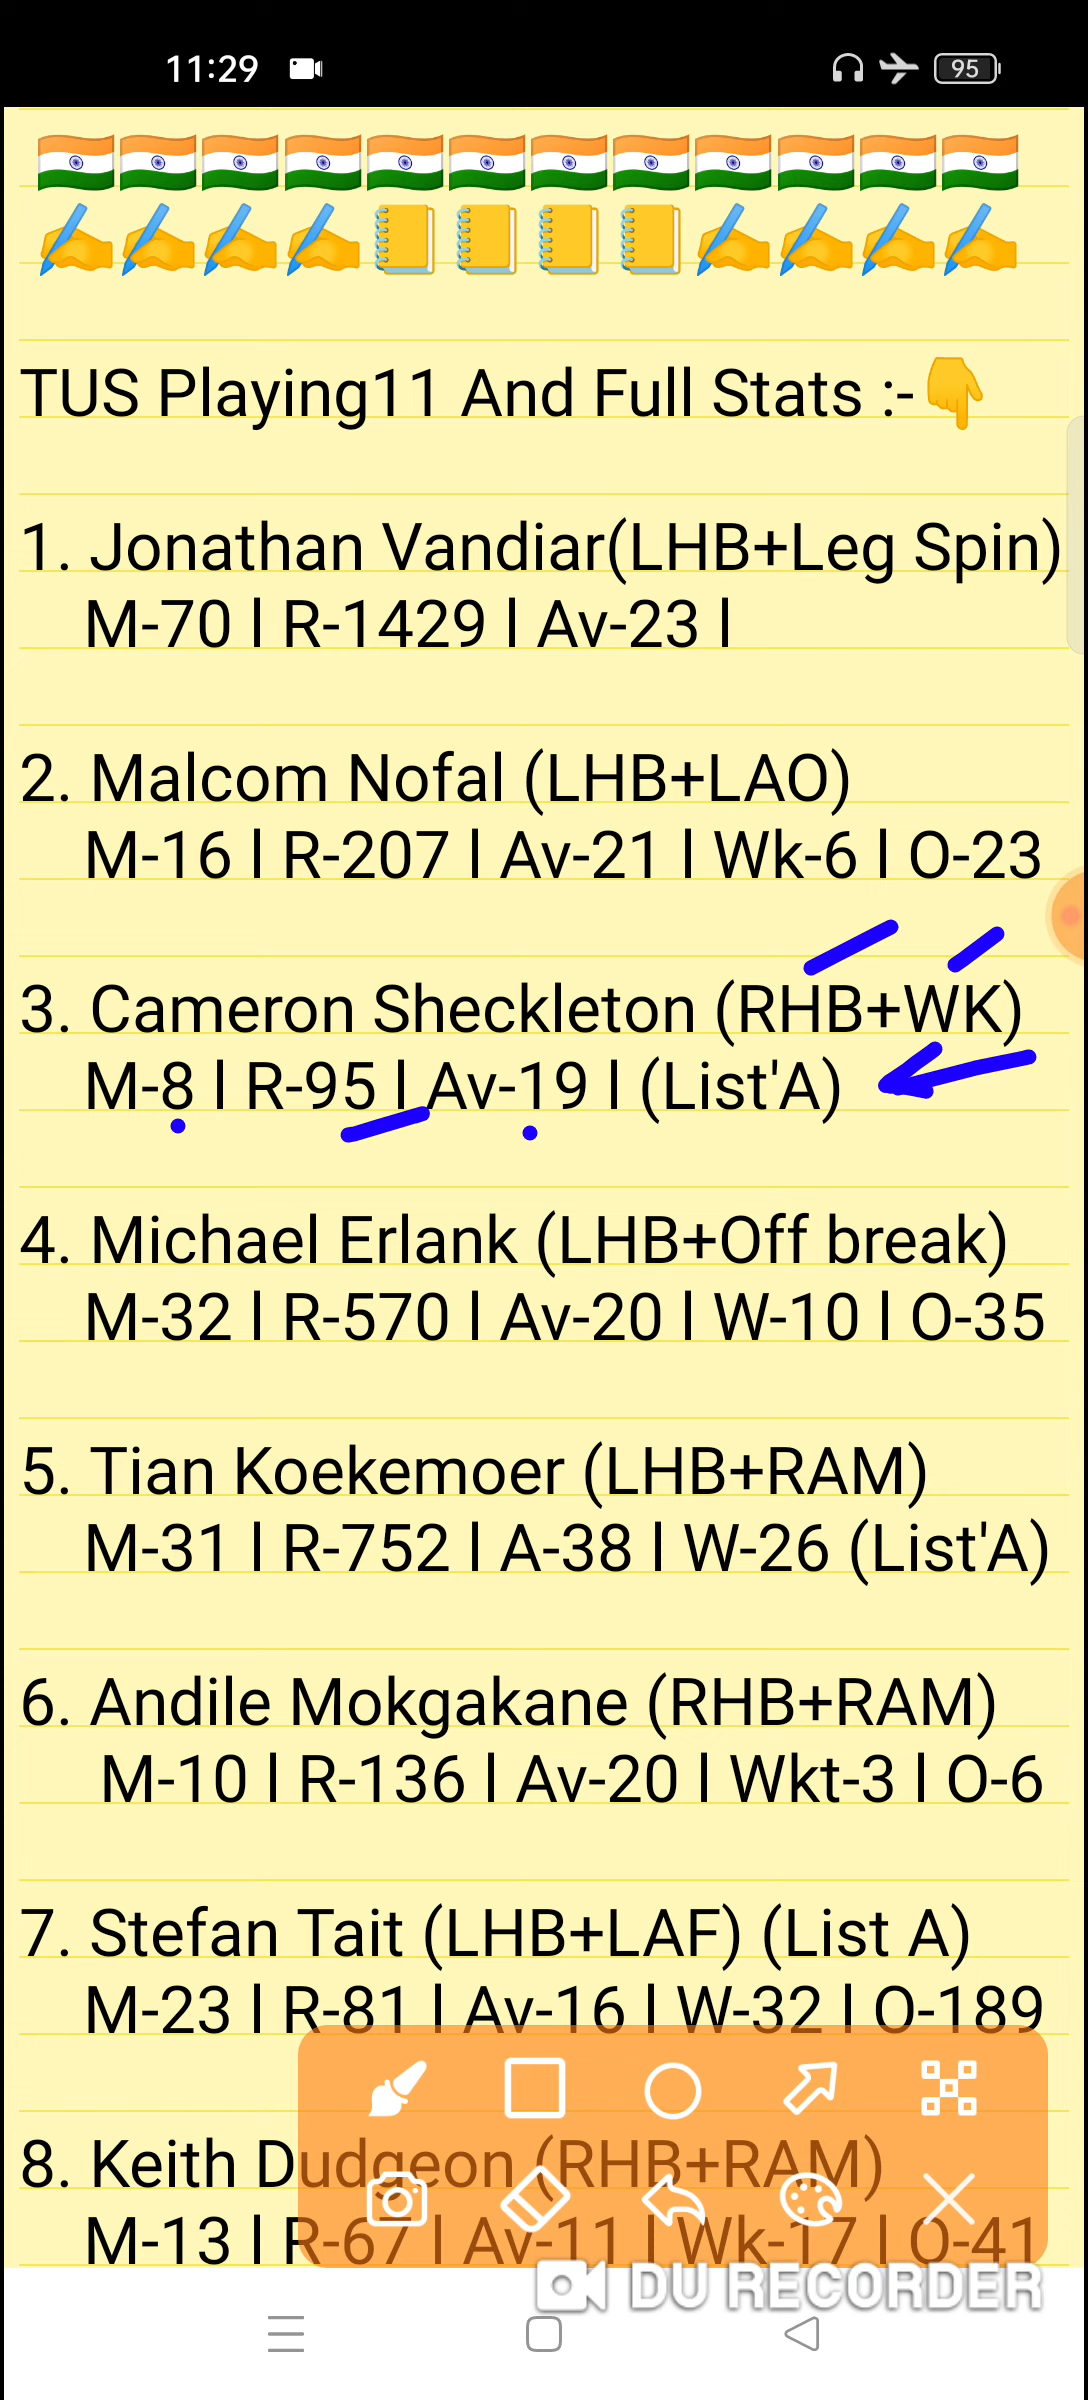 11:29
95
TUS Playing11 And Full Stats :-
1. Jonathan Vandiar(LHB+Leg Spin)
M-70 l R-1429 l Av-23 l
2. Malcom Nofal (LHB+LAO)
M-16 l R-207 l Av-21 l Wk-6 l O-23
3. Cameron Sheckleton (RHB+WK)
M-8 l R-95 l Av-19 l (List'A)
4. Michael Erlank (LHB+Off break)
M-32 l R-570 l Av-20 l W-10 l O-35
5. Tian Koekemoer (LHB+RAM)
M-31 l R-752 l A-38 l W-26 (List'A)
6. Andile Mokgakane (RHB+RAM)
M-10 l R-136 l Av-20 l Wkt-3 l O-6
7. Stefan Tait (LHB+LAF) (List A)
M-23 l R-81 l Av-16 l W-32 l O-189
8. Keith Dudgeon (RHB+RAM)
M-13 l R-67 l Av-11 l Wk-17 l O-41
DU RECORDER